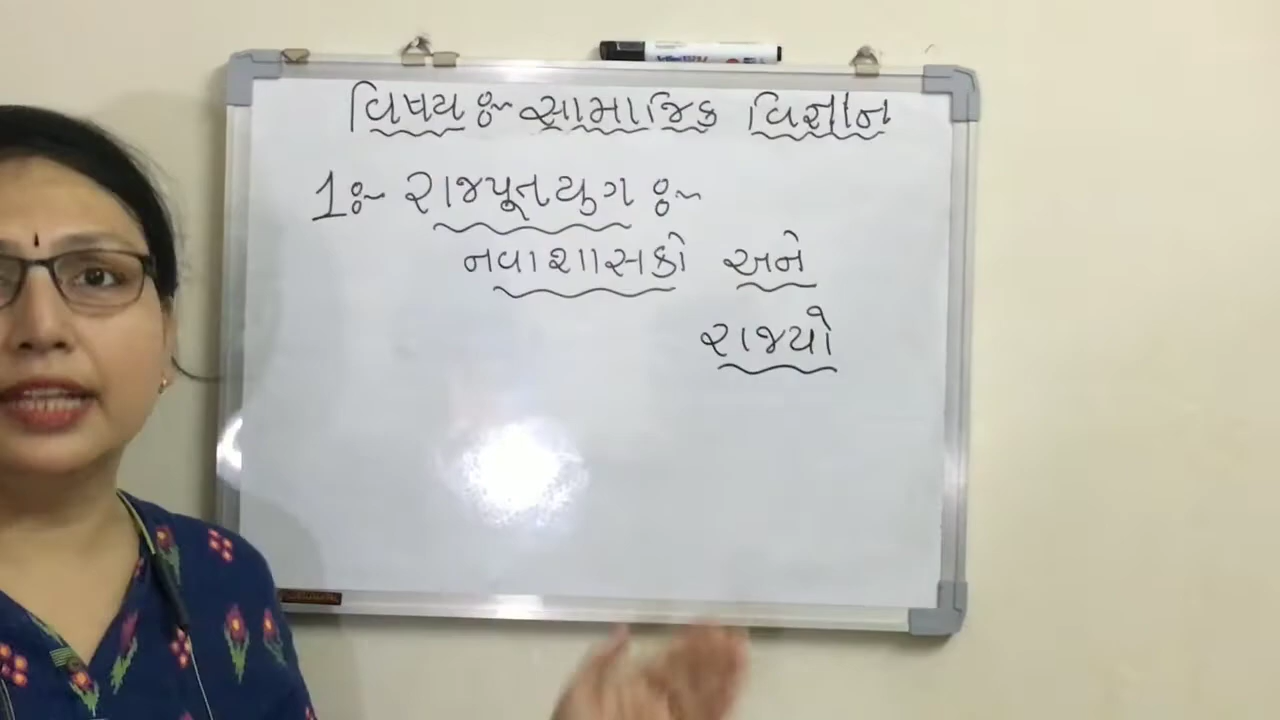 વિષય ઃ~ સામાજિક વિજ્ઞાન
1ઃ~ રાજપૂતયુગ ઃ~
નવાશાસકો અને
રાજ્યો